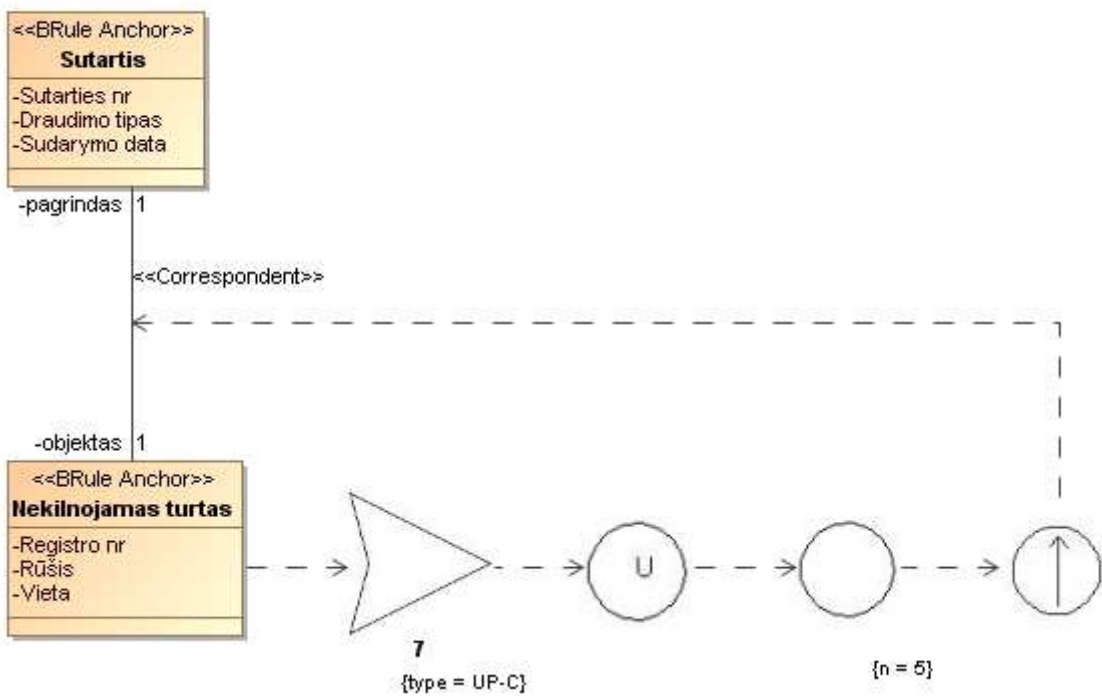 <<BRule Anchor>>
Sutartis
-Sutarties nr
-Draudimo tipas
-Sudarymo data
-pagrindas 1
<<Correspondent>>
-objektas 1
<<BRule Anchor>>
Nekilnojamas turtas
-Registro nr
-Rūšis
-Vieta
U
7
{type = UP-C}
{n = 5}